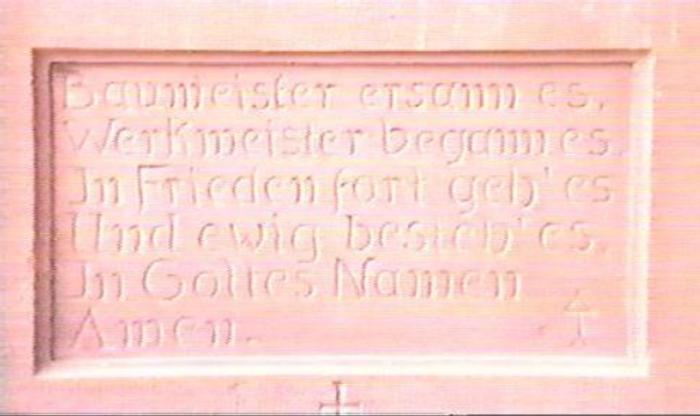 Baumeister ersann es,
Werkmeister begann es.
In Frieden fort geh' es
Und ewig besteh' es.
In Gottes Namen
Amen.